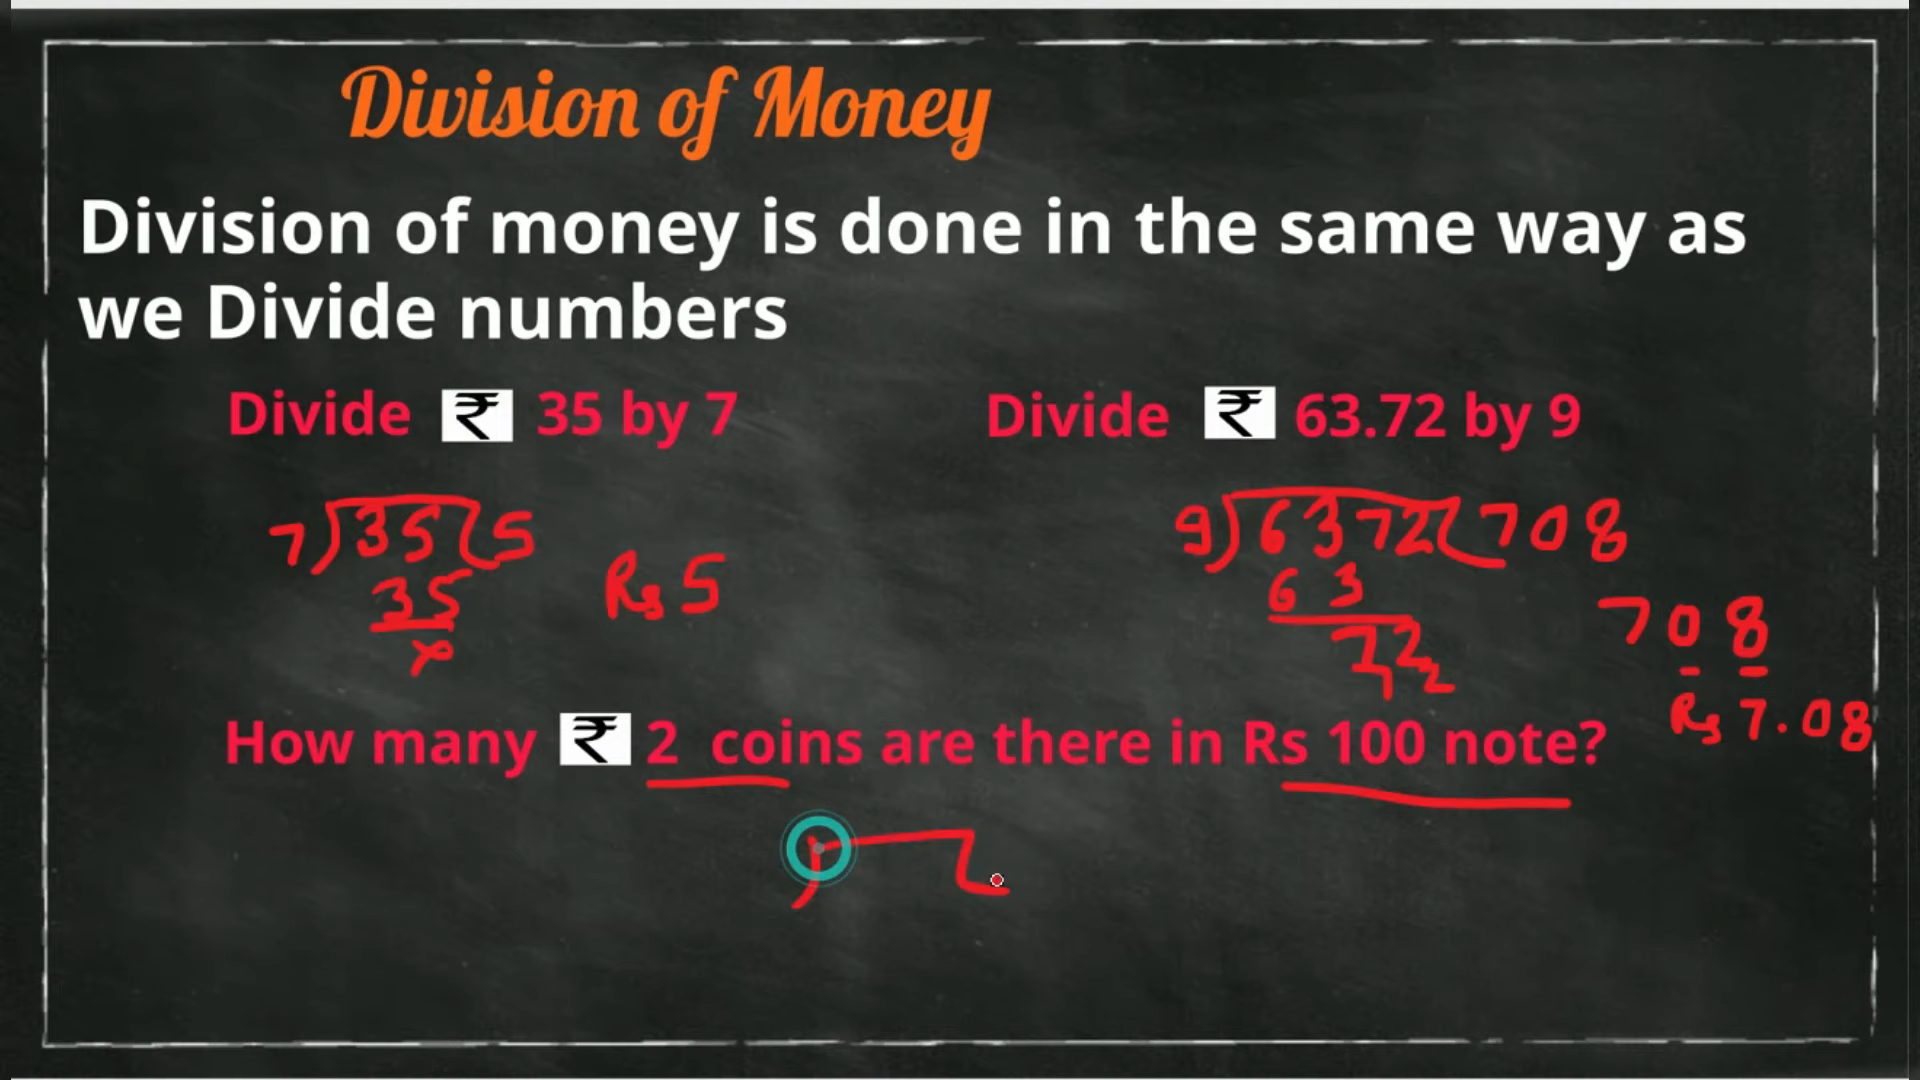 Division of Money
Division of money is done in the same way as
we Divide numbers
Divide ₹ 35 by 7
Divide ₹ 63.72 by 9
7)35(5
35
x
Rs 5
9)6372(708
63
72
708
Rs 7.08
How many ₹ 2 coins are there in Rs 100 note?